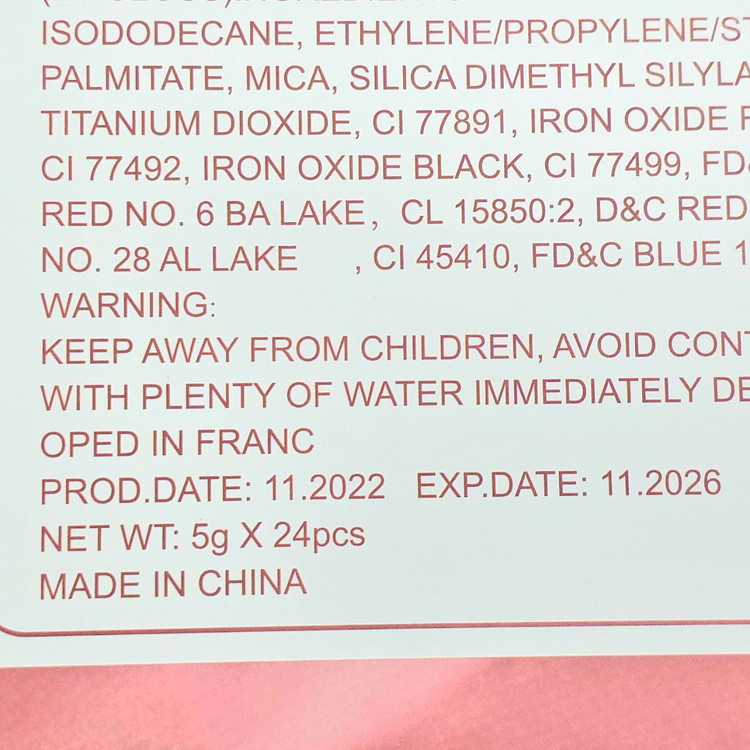 ISODODECANE, ETHYLENE/PROPYLENE/ST
PALMITATE, MICA, SILICA DIMETHYL SILYLA
TITANIUM DIOXIDE, CI 77891, IRON OXIDE
CI 77492, IRON OXIDE BLACK, CI 77499, FD&
RED NO. 6 BA LAKE, CL 15850:2, D&C RED
NO. 28 AL LAKE , CI 45410, FD&C BLUE 1
WARNING:
KEEP AWAY FROM CHILDREN, AVOID CONT
WITH PLENTY OF WATER IMMEDIATELY DE
OPED IN FRANC
PROD.DATE: 11.2022 EXP.DATE: 11.2026
NET WT: 5g X 24pcs
MADE IN CHINA